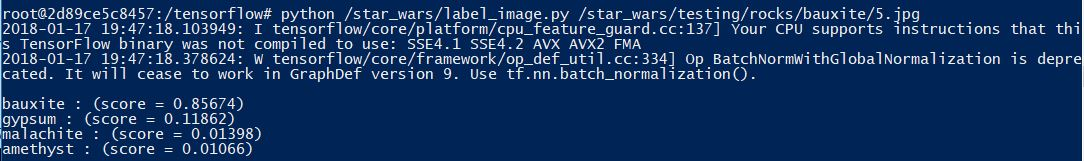 root@2d89ce5c8457:/tensorflow# python /star_wars/label_image.py /star_wars/testing/rocks/bauxite/5.jpg
2018-01-17 19:47:18.103949: I tensorflow/core/platform/cpu_feature_guard.cc:137] Your CPU supports instructions that thi
s TensorFlow binary was not compiled to use: SSE4.1 SSE4.2 AVX AVX2 FMA
2018-01-17 19:47:18.378624: W tensorflow/core/framework/op_def_util.cc:334] Op BatchNormWithGlobalNormalization is depre
cated. It will cease to work in GraphDef version 9. Use tf.nn.batch_normalization().
bauxite : (score = 0.85674)
gypsum : (score = 0.11862)
malachite : (score = 0.01398)
amethyst : (score = 0.01066)